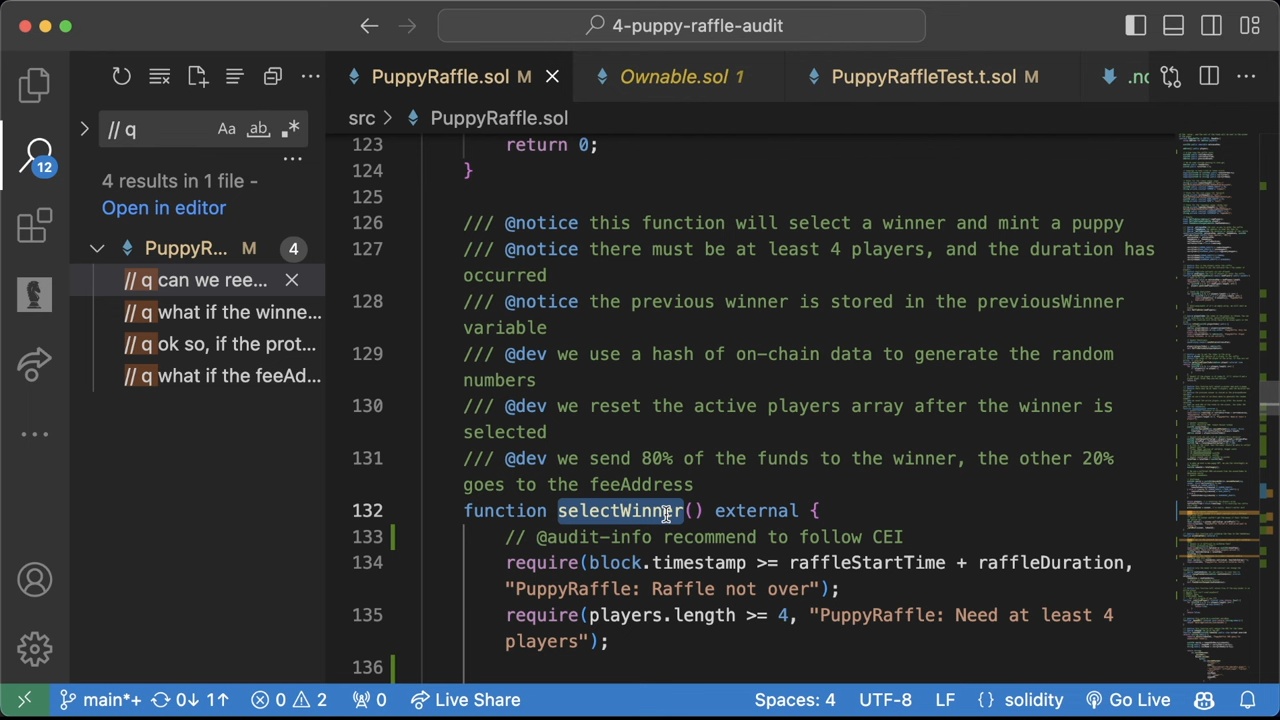 4-puppy-raffle-audit
PuppyRaffle.sol M
Ownable.sol 1
PuppyRaffleTest.t.sol M
// q
Aa ab .*
12
4 results in 1 file -
Open in editor
PuppyR... M 4
// q can we ree...
// q what if the winne...
// q ok so, if the prot...
// q what if the feeAd...
src > PuppyRaffle.sol
123 return 0;
124 }
125
126 /// @notice this function will select a winner and mint a puppy
127 /// @notice there must be at least 4 players, and the duration has
occurred
128 /// @notice the previous winner is stored in the previousWinner
variable
129 /// @dev we use a hash of on-chain data to generate the random
numbers
130 /// @dev we reset the active players array after the winner is
selected
131 /// @dev we send 80% of the funds to the winner, the other 20%
goes to the feeAddress
132 function selectWinner() external {
133 // @audit-info recommend to follow CEI
134 require(block.timestamp >= raffleStartTime + raffleDuration,
"PuppyRaffle: Raffle not over");
135 require(players.length >= 4, "PuppyRaffle: Need at least 4
players");
136
main*+ 0↓ 1↑ 0 2 0 Live Share Spaces: 4 UTF-8 LF {} solidity Go Live